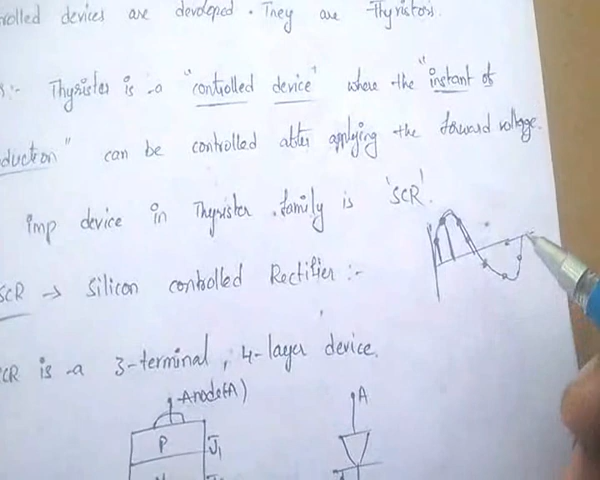 rolled devices are developed. They are Thyristors.
s:- Thyristor is a "controlled device" where the "instant of
duction" can be controlled after applying the forward voltage.
imp device in Thyristor family is 'SCR'.
SCR → Silicon controlled Rectifier :-
CR is a 3-terminal, 4-layer device.
Anode(A)
A
P
J1